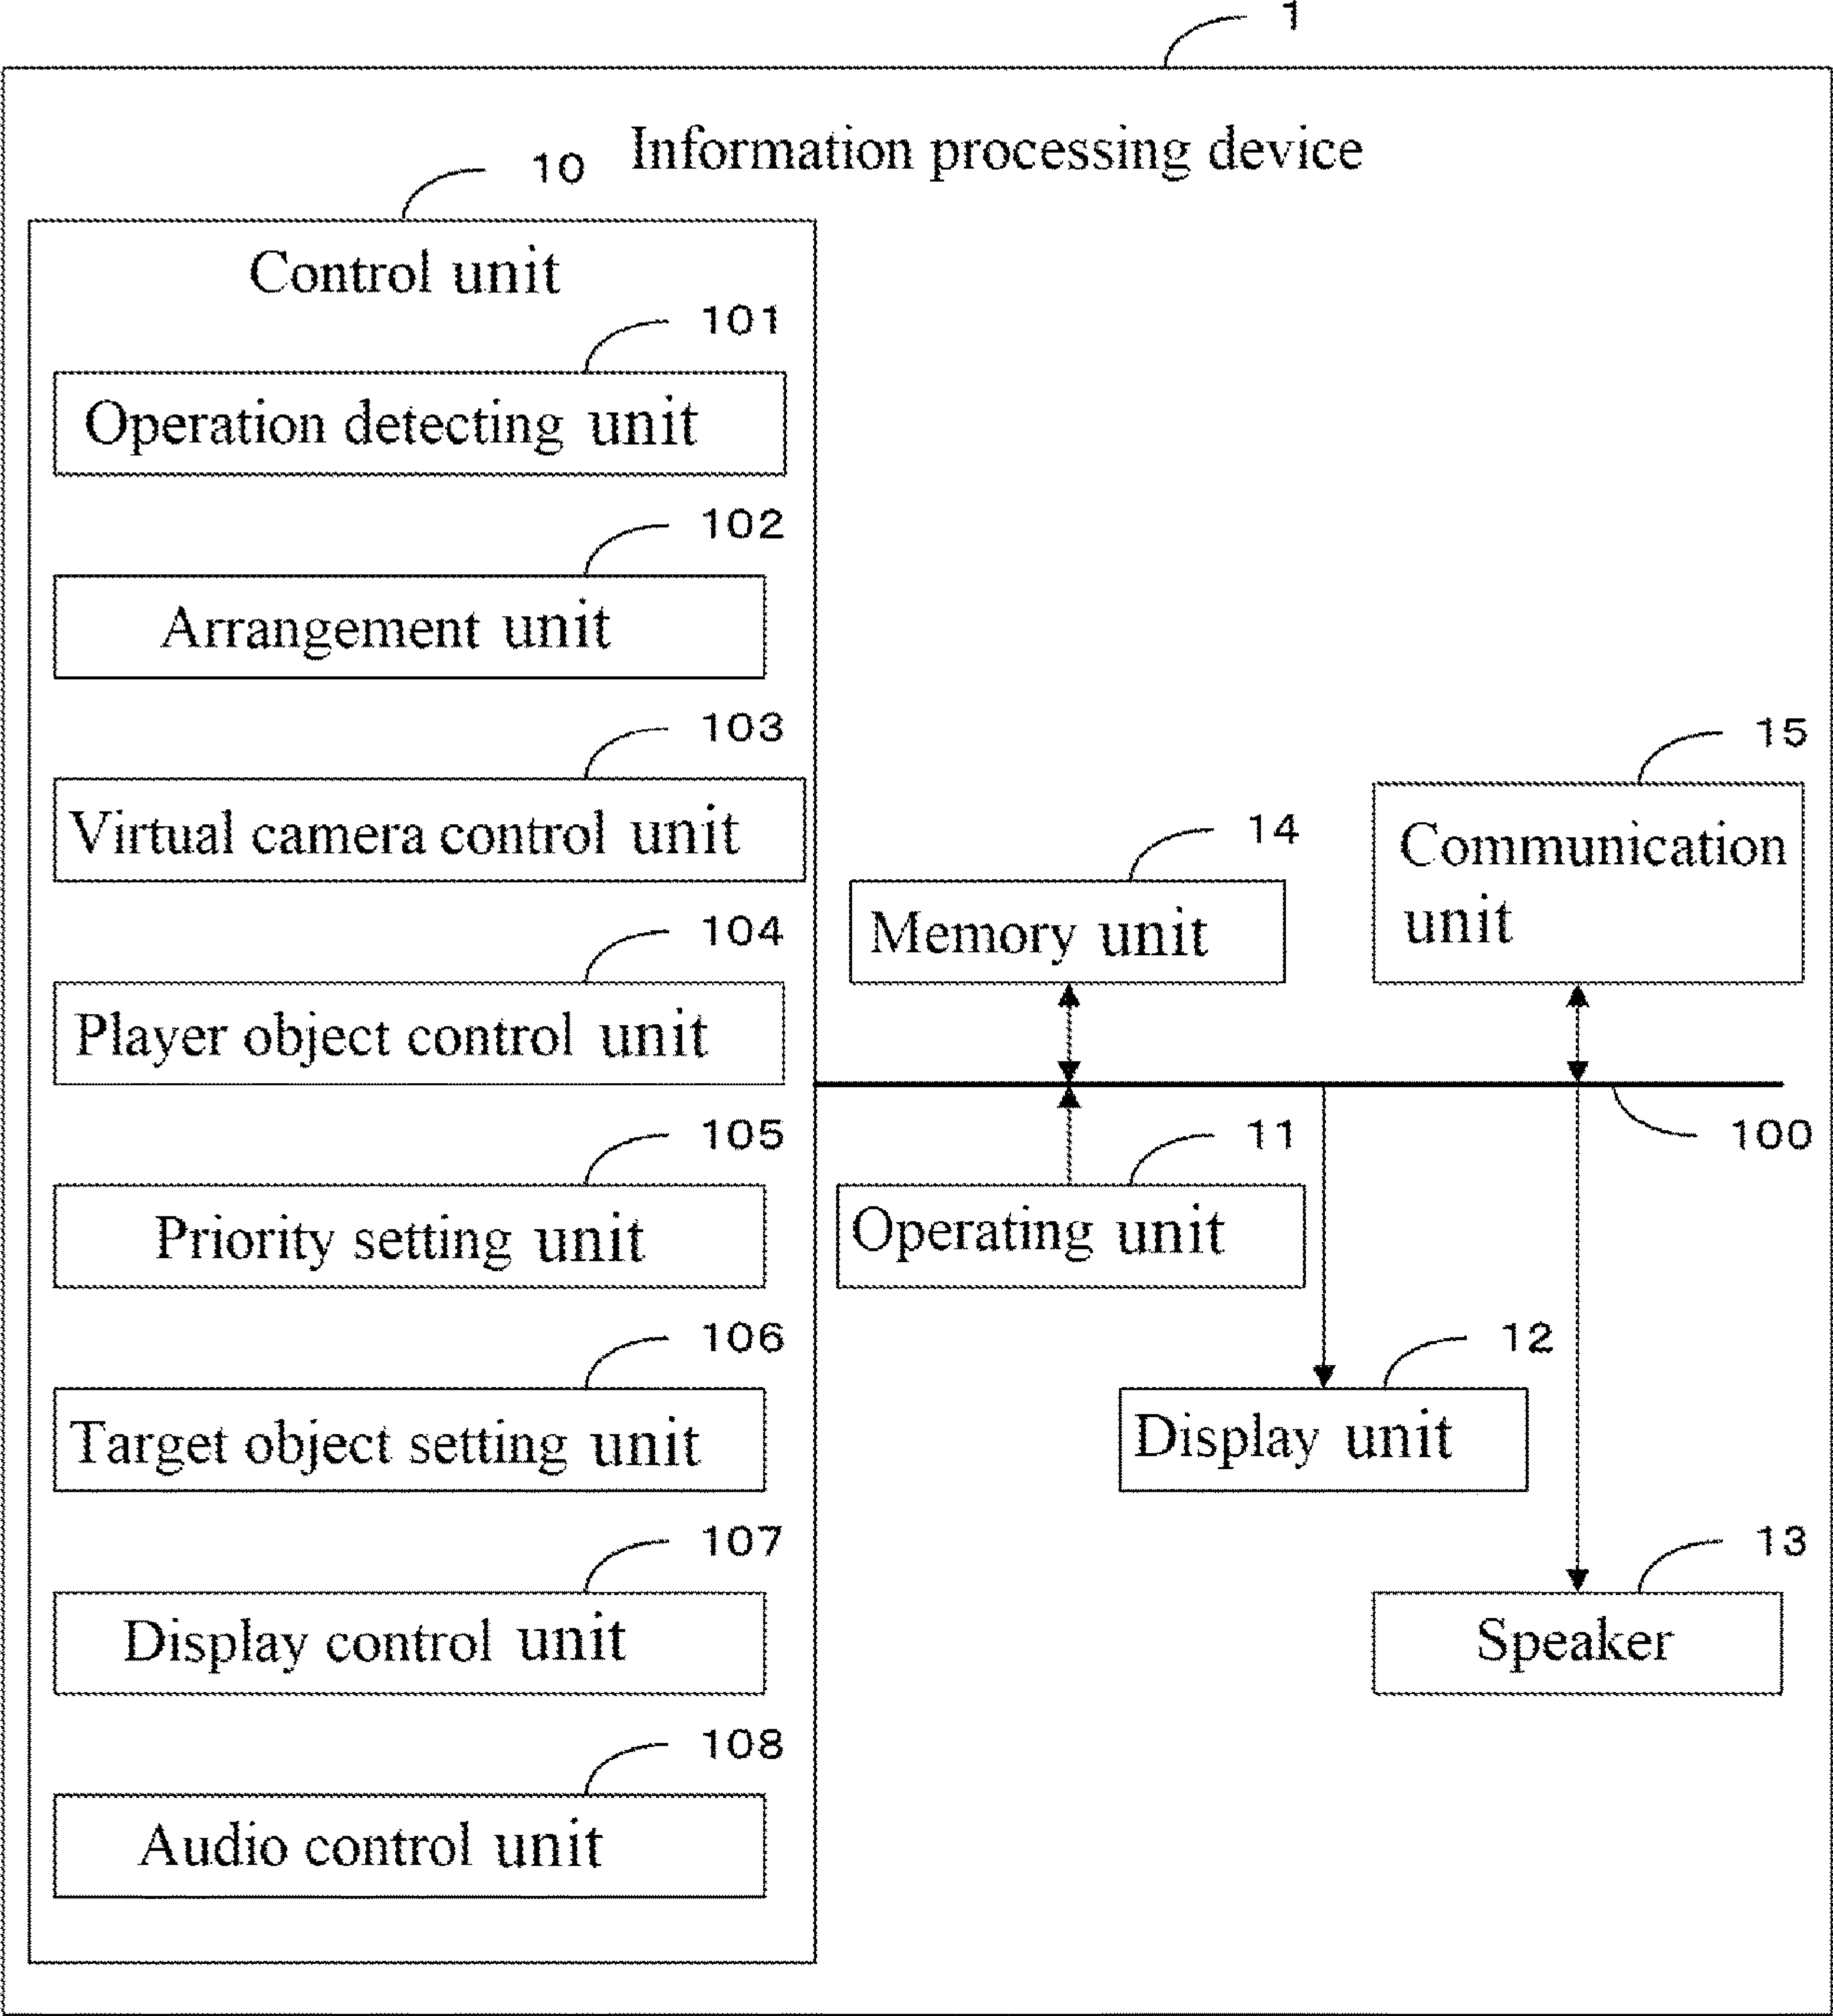 1
Information processing device
10
Control unit
101
Operation detecting unit
102
Arrangement unit
103
Virtual camera control unit
104
Player object control unit
105
Priority setting unit
106
Target object setting unit
107
Display control unit
108
Audio control unit
14
Memory unit
15
Communication
unit
100
11
Operating unit
12
Display unit
13
Speaker